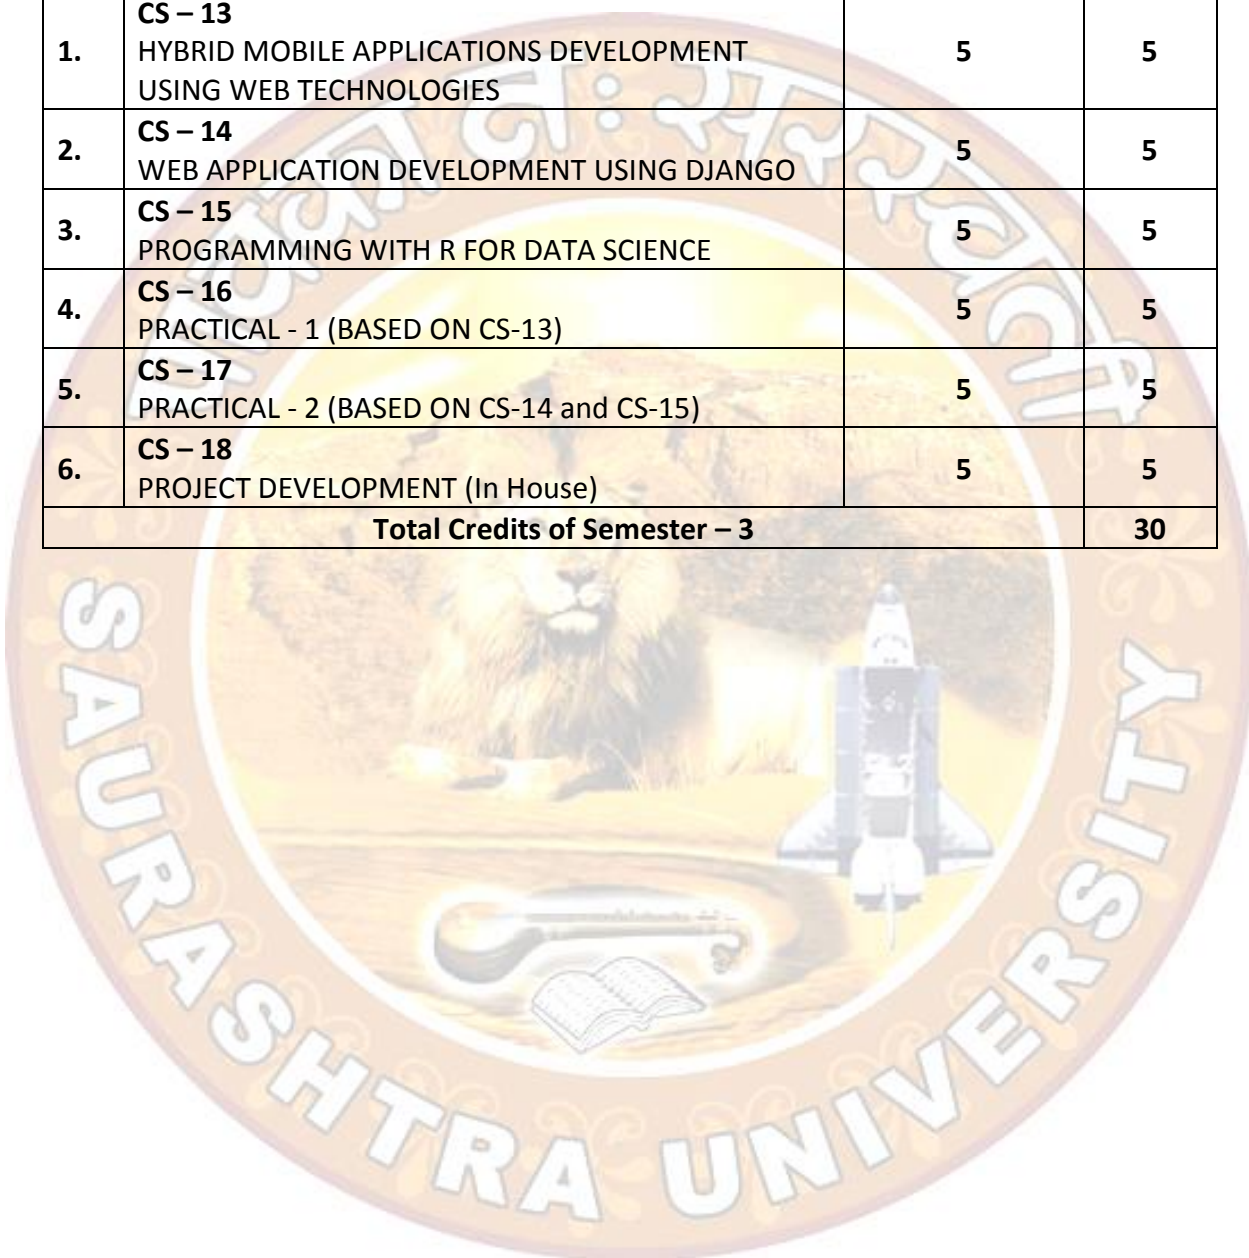 CS – 13
1. HYBRID MOBILE APPLICATIONS DEVELOPMENT 5 5
USING WEB TECHNOLOGIES
CS – 14
2. WEB APPLICATION DEVELOPMENT USING DJANGO 5 5
CS – 15
3. PROGRAMMING WITH R FOR DATA SCIENCE 5 5
CS – 16
4. PRACTICAL - 1 (BASED ON CS-13) 5 5
CS – 17
5. PRACTICAL - 2 (BASED ON CS-14 and CS-15) 5 5
CS – 18
6. PROJECT DEVELOPMENT (In House) 5 5
Total Credits of Semester – 3 30
पावका नः सरस्वती
SAURASHTRA UNIVERSITY